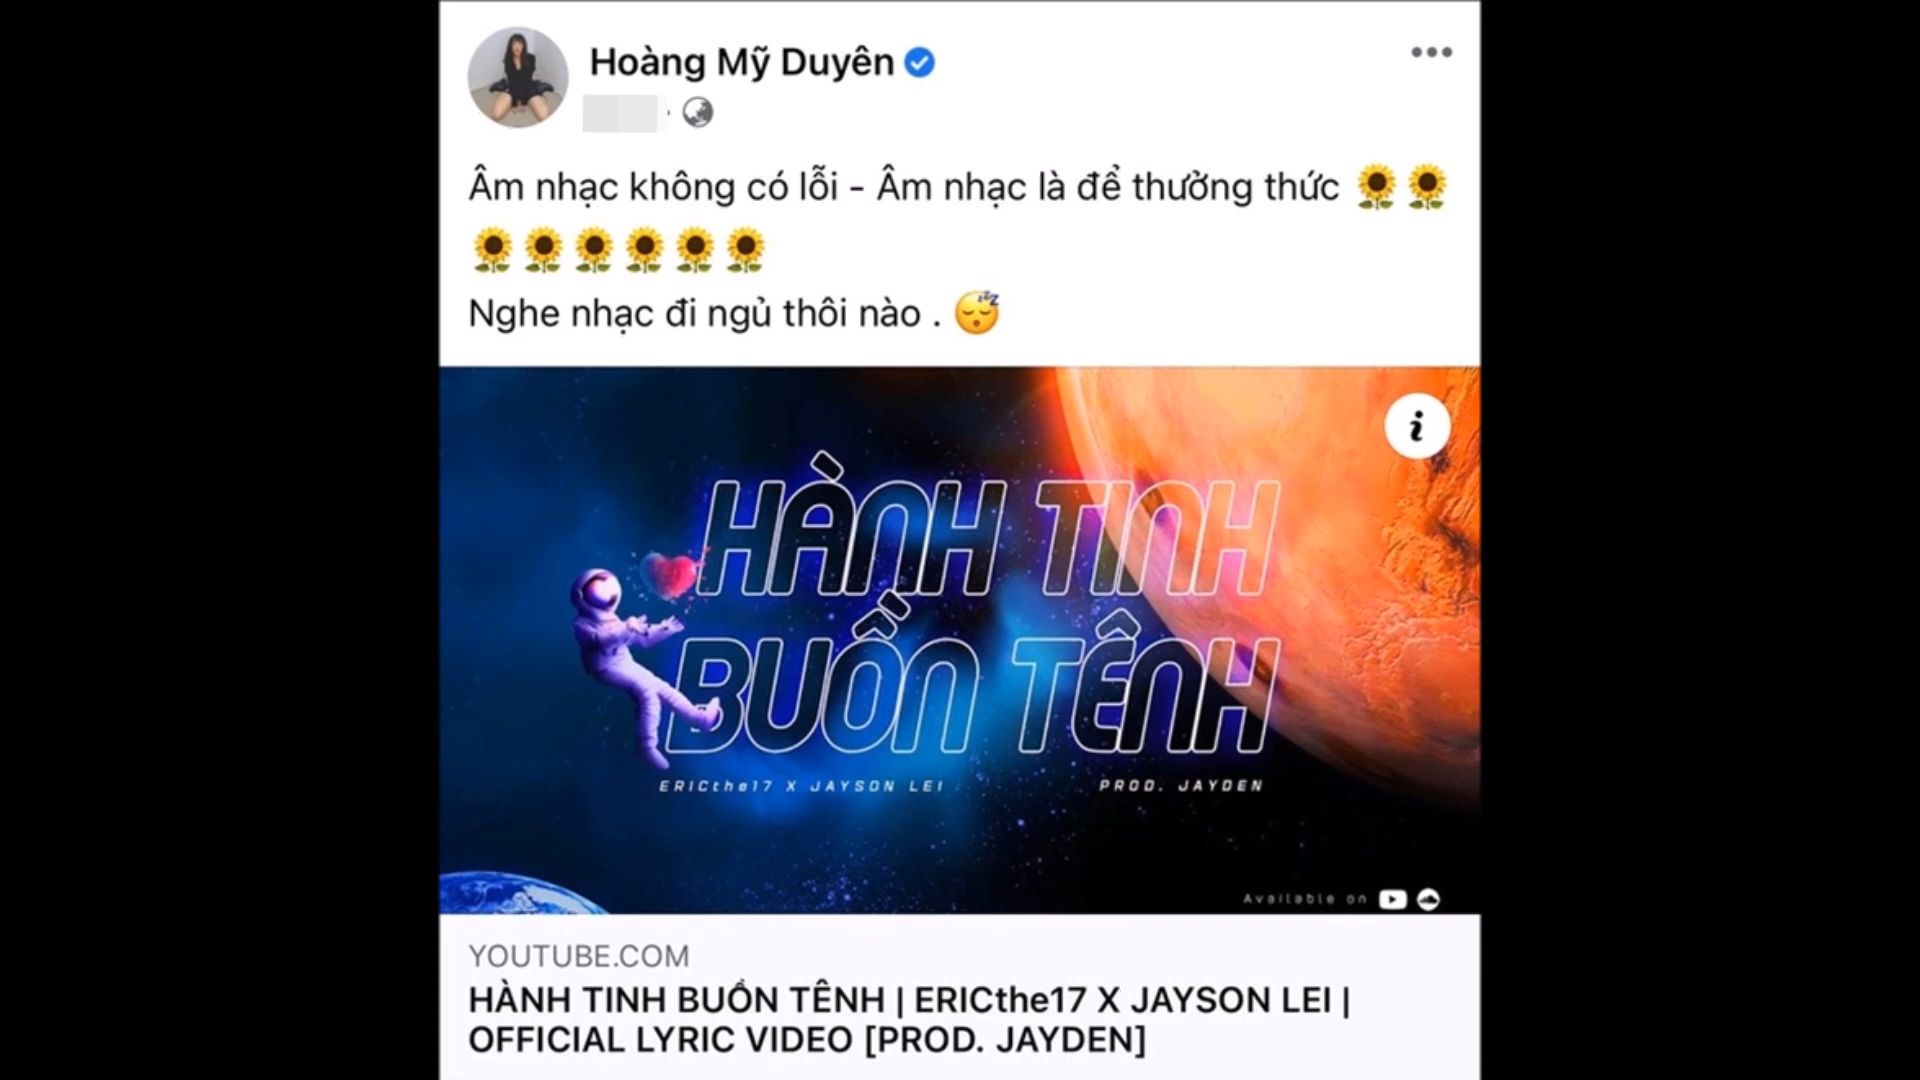 Hoàng Mỹ Duyên
Âm nhạc không có lỗi - Âm nhạc là để thưởng thức 🌻🌻
🌻🌻🌻🌻🌻🌻
Nghe nhạc đi ngủ thôi nào . 😴
HÀNH TINH
BUỒN TÊNH
ERICthe17 X JAYSON LEI
PROD. JAYDEN
Available on
YOUTUBE.COM
HÀNH TINH BUỒN TÊNH | ERICthe17 X JAYSON LEI |
OFFICIAL LYRIC VIDEO [PROD. JAYDEN]